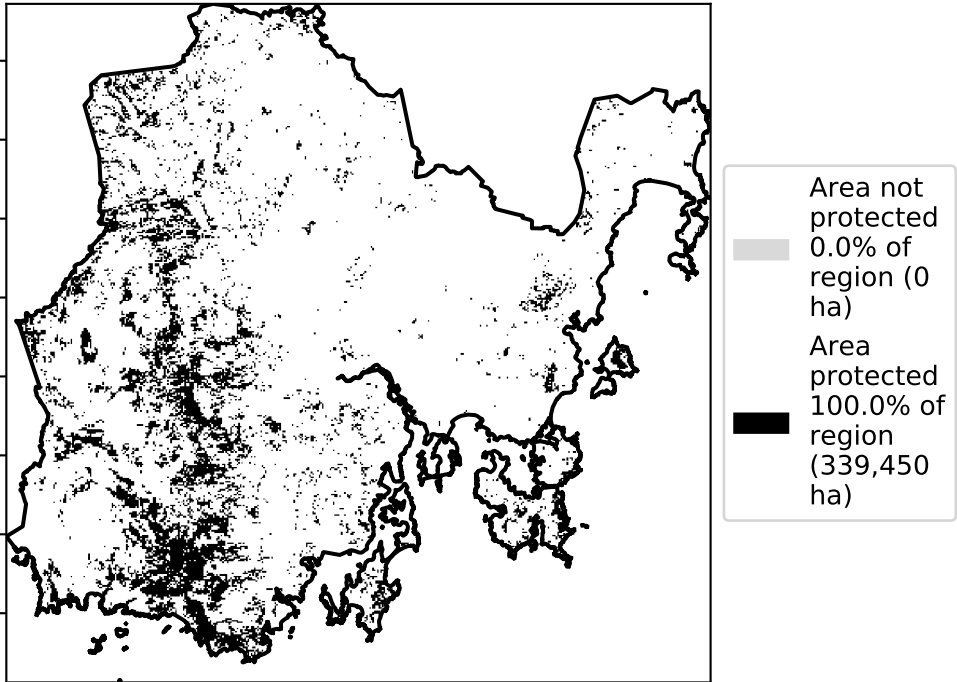 Area not
protected
0.0% of
region (0
ha)
Area
protected
100.0% of
region
(339,450
ha)